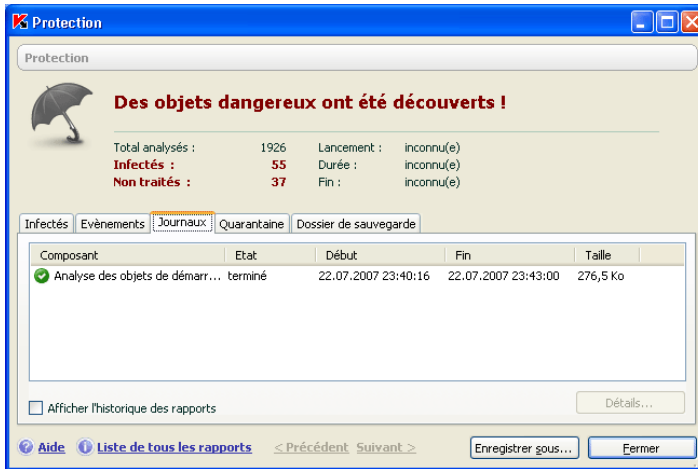 Protection
Protection
Des objets dangereux ont été découverts !
Total analysés : 1926 Lancement : inconnu(e)
Infectés : 55 Durée : inconnu(e)
Non traités : 37 Fin : inconnu(e)
Infectés Evènements Journaux Quarantaine Dossier de sauvegarde
Composant Etat Début Fin Taille
Analyse des objets de démarr... terminé 22.07.2007 23:40:16 22.07.2007 23:43:00 276,5 Ko
Afficher l'historique des rapports Détails...
Aide Liste de tous les rapports < Précédent Suivant > Enregistrer sous... Fermer